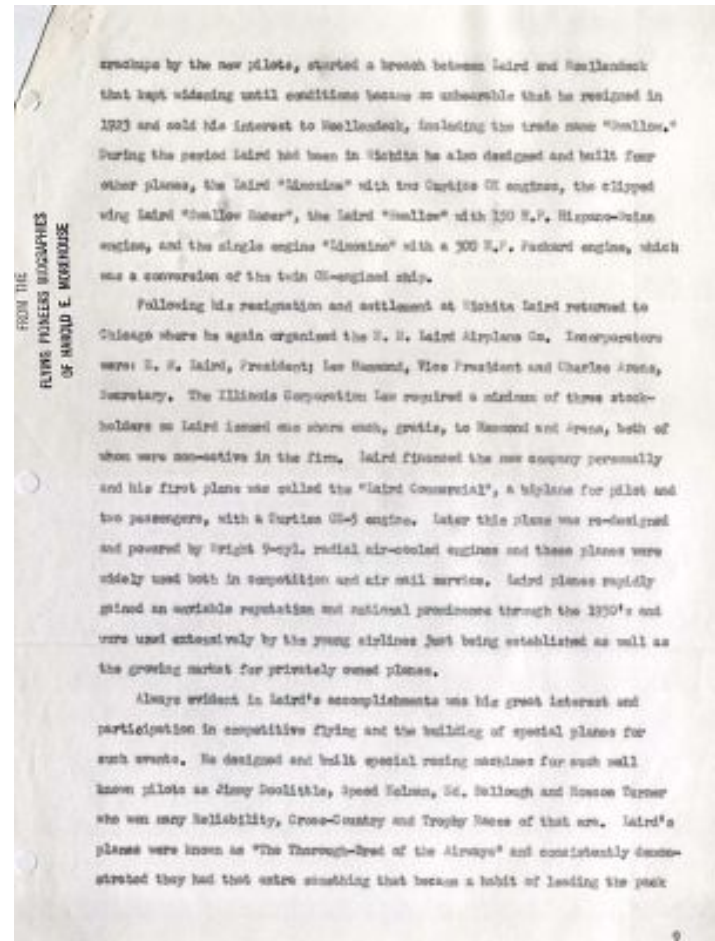 FROM THE
FLYING PIONEERS BIOGRAPHIES
OF HAROLD E. MOREHOUSE
crackups by the new pilots, started a breach between Laird and Moellendeck
that kept widening until conditions became so unbearable that he resigned in
1923 and sold his interest to Moellendeck, including the trade name "Swallow."
During the period Laird had been in Wichita he also designed and built four
other planes, the Laird "Limosine" with two Curtiss OX engines, the clipped
wing Laird "Swallow Racer", the Laird "Swallow" with 150 H.P. Hispano-Suiza
engine, and the single engine "Limosine" with a 300 H.P. Packard engine, which
was a conversion of the twin OX-engined ship.
Following his resignation and settlement at Wichita Laird returned to
Chicago where he again organized the E. M. Laird Airplane Co. Incorporators
were: E. M. Laird, President; Lee Hammond, Vice President and Charles Arens,
Secretary. The Illinois Corporation Law required a minimum of three stock-
holders so Laird issued one share each, gratis, to Hammond and Arens, both of
whom were non-active in the firm. Laird financed the new company personally
and his first plane was called the "Laird Commercial", a biplane for pilot and
two passengers, with a Curtiss OX-5 engine. Later this plane was re-designed
and powered by Wright 9-cyl. radial air-cooled engines and these planes were
widely used both in competition and air mail service. Laird planes rapidly
gained an enviable reputation and national prominence through the 1930's and
were used extensively by the young airlines just being established as well as
the growing market for privately owned planes.
Always evident in Laird's accomplishments was his great interest and
participation in competitive flying and the building of special planes for
such events. He designed and built special racing machines for such well
known pilots as Jimmy Doolittle, Speed Holman, Ed. Ballough and Roscoe Turner
who won many Reliability, Cross-Country and Trophy Races of that era. Laird's
planes were known as "The Thorough-Bred of the Airways" and consistently demon-
strated they had that extra something that became a habit of leading the pack